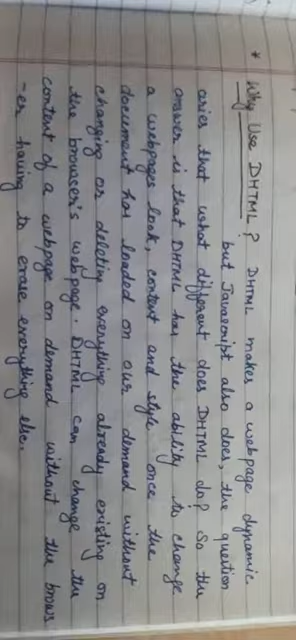 * Why Use DHTML? DHTML makes a webpage dynamic
but Javascript also does, the question
aries that what different does DHTML do? So the
answer is that DHTML has the ability to change
a webpages look, content and style once the
document has loaded on our demand without
changing or deleting everything already existing on
the browser's webpage. DHTML can change the
content of a webpage on demand without the brows
-er having to erase everything else.